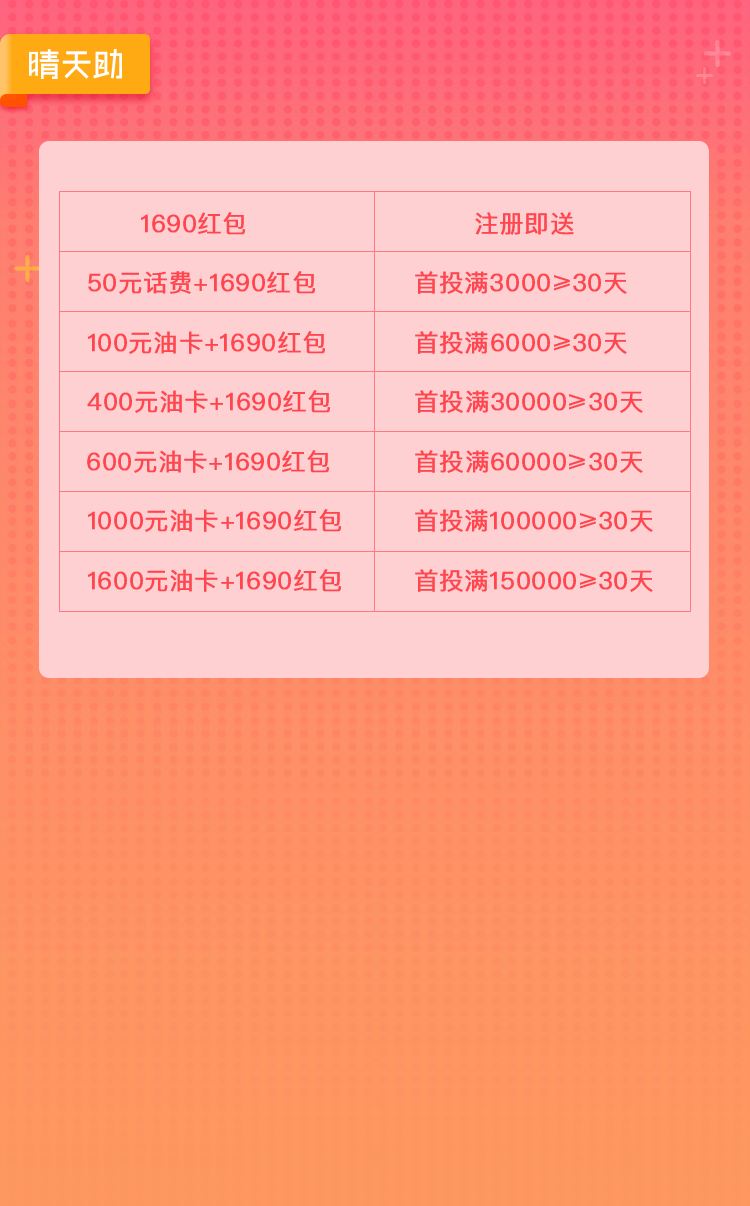 晴天助
1690红包 注册即送
50元话费+1690红包 首投满3000⩾30天
100元油卡+1690红包 首投满6000⩾30天
400元油卡+1690红包 首投满30000⩾30天
600元油卡+1690红包 首投满60000⩾30天
1000元油卡+1690红包 首投满100000⩾30天
1600元油卡+1690红包 首投满150000⩾30天